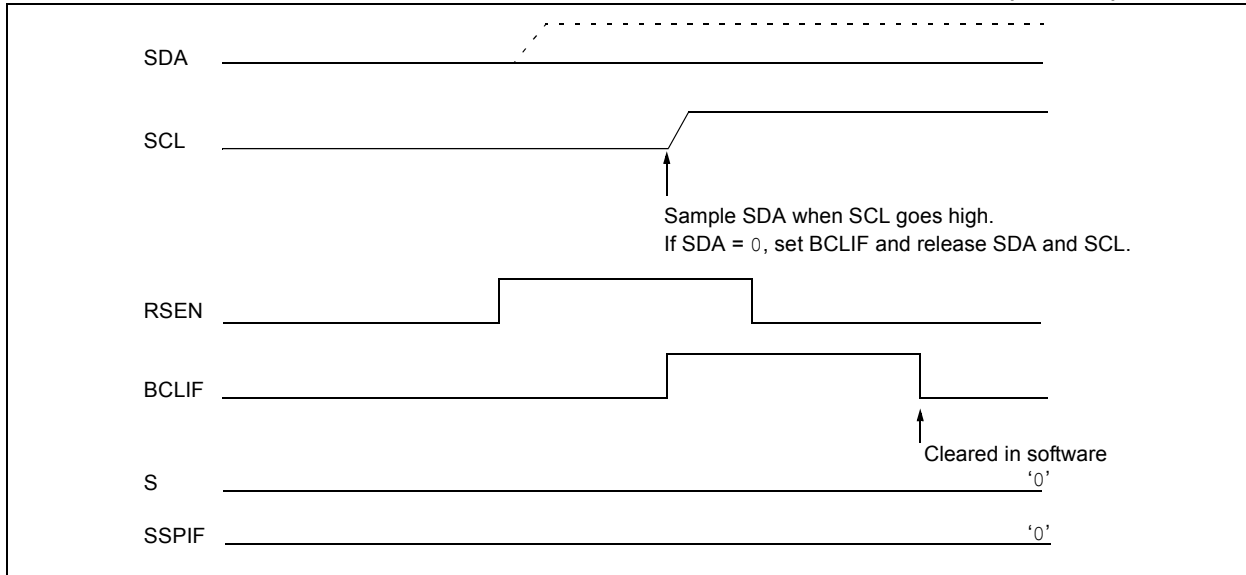 SDA
SCL
Sample SDA when SCL goes high.
If SDA = 0, set BCLIF and release SDA and SCL.
RSEN
BCLIF
Cleared in software
S
‘0’
SSPIF
‘0’